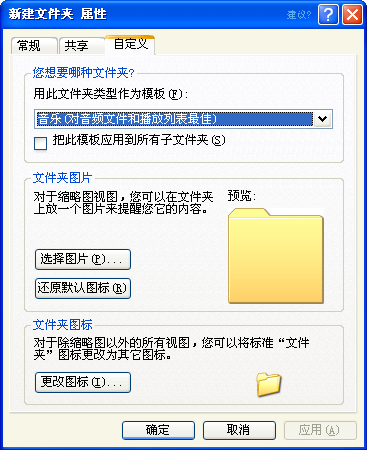 新建文件夹 属性
建议?
常规 共享 自定义
您想要哪种文件夹?
用此文件夹类型作为模板(F):
音乐(对音频文件和播放列表最佳)
把此模板应用到所有子文件夹(S)
文件夹图片
对于缩略图视图,您可以在文件夹
上放一个图片来提醒您它的内容。
预览:
选择图片(P)...
还原默认图标(R)
文件夹图标
对于除缩略图以外的所有视图,您可以将标准“文件
夹”图标更改为其它图标。
更改图标(I)...
确定 取消 应用(A)